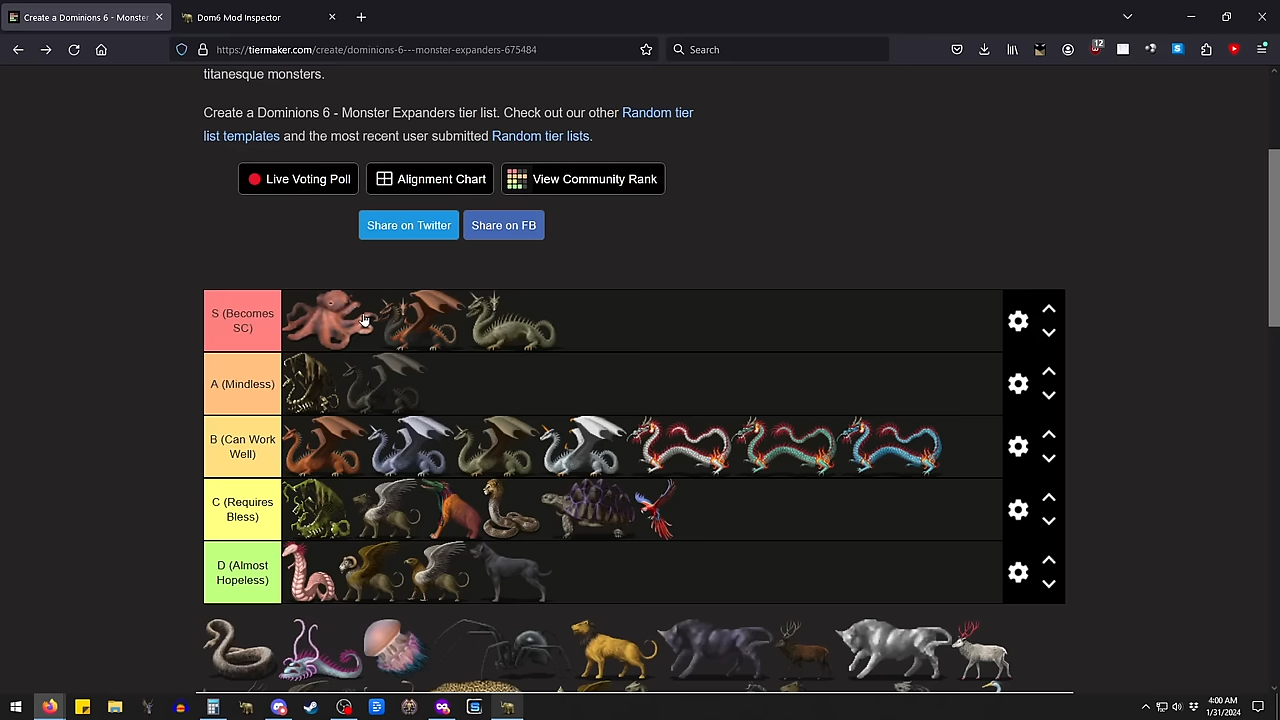 Create a Dominions 6 - Monster
Dom6 Mod Inspector
https://tiermaker.com/create/dominions-6---monster-expanders-675484
Search
12
titanesque monsters.
Create a Dominions 6 - Monster Expanders tier list. Check out our other Random tier
list templates and the most recent user submitted Random tier lists.
Live Voting Poll
Alignment Chart
View Community Rank
Share on Twitter
Share on FB
S (Becomes
SC)
A (Mindless)
B (Can Work
Well)
C (Requires
Bless)
D (Almost
Hopeless)
4:00 AM
1/31/2024